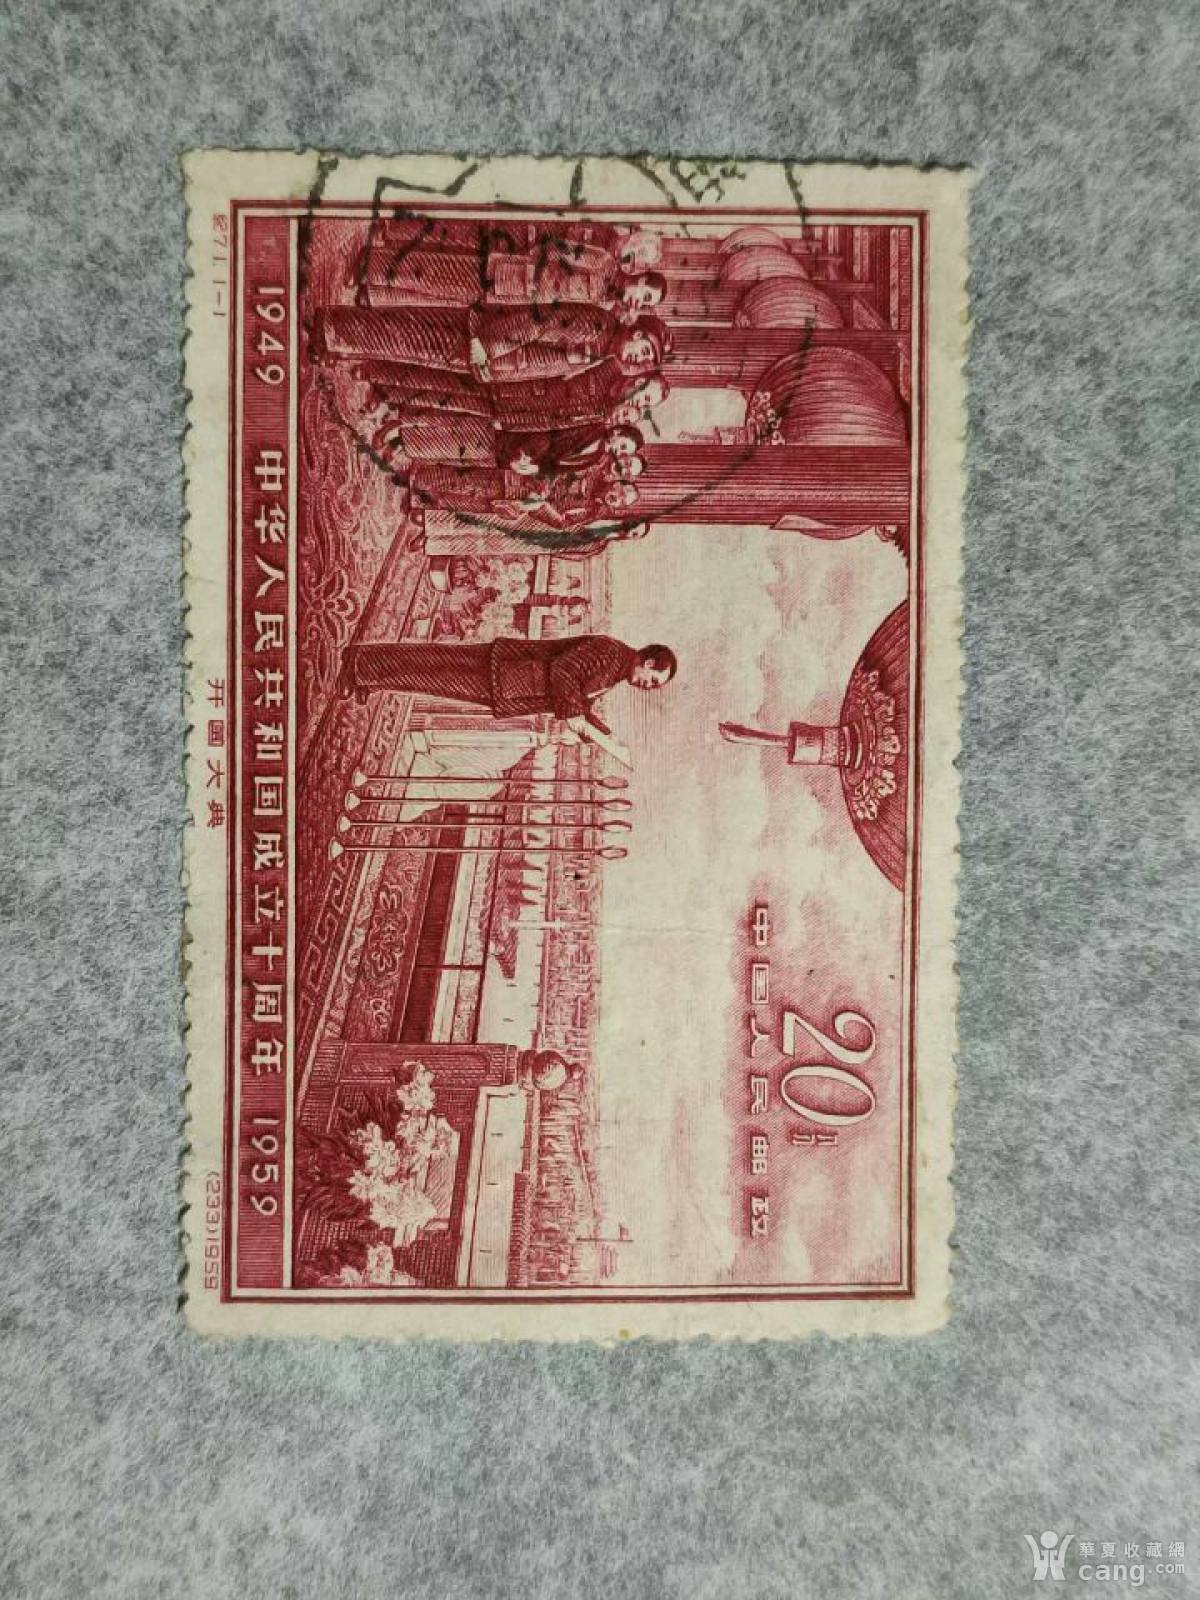 20分
中国人民邮政
1949 中华人民共和国成立十周年 1959
纪71.1-1
开国大典
(233)1959
華夏收藏網
cang.com